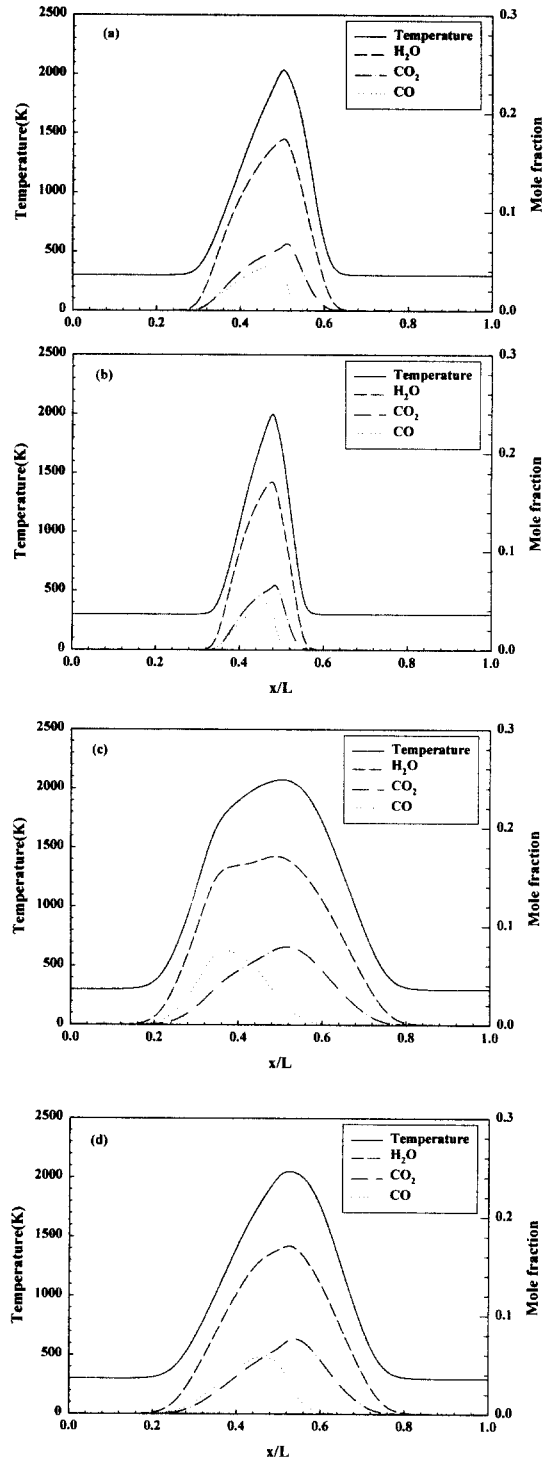 (a)
Temperature
H₂O
CO₂
CO
Temperature(K)
2500
2000
1500
1000
500
0
0.3
0.2
0.1
0.0
Mole fraction
0.0 0.2 0.4 0.6 0.8 1.0
(b)
Temperature
H₂O
CO₂
CO
Temperature(K)
2500
2000
1500
1000
500
0
0.3
0.2
0.1
0.0
Mole fraction
0.0 0.2 0.4 0.6 0.8 1.0
x/L
(c)
Temperature
H₂O
CO₂
CO
Temperature(K)
2500
2000
1500
1000
500
0
0.3
0.2
0.1
0.0
Mole fraction
0.0 0.2 0.4 0.6 0.8 1.0
x/L
(d)
Temperature
H₂O
CO₂
CO
Temperature(K)
2500
2000
1500
1000
500
0
0.3
0.2
0.1
0.0
Mole fraction
0.0 0.2 0.4 0.6 0.8 1.0
x/L